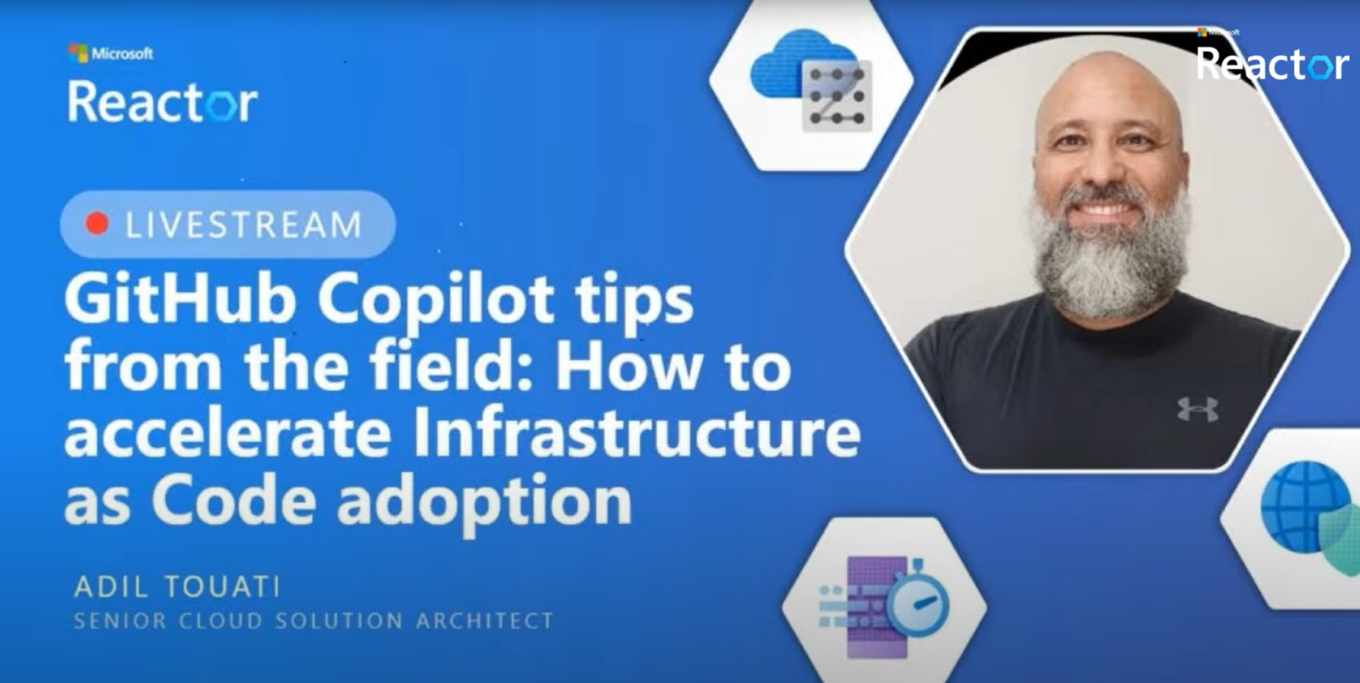 Microsoft
Reactor
LIVESTREAM
GitHub Copilot tips
from the field: How to
accelerate Infrastructure
as Code adoption
ADIL TOUATI
SENIOR CLOUD SOLUTION ARCHITECT
Microsoft
Reactor